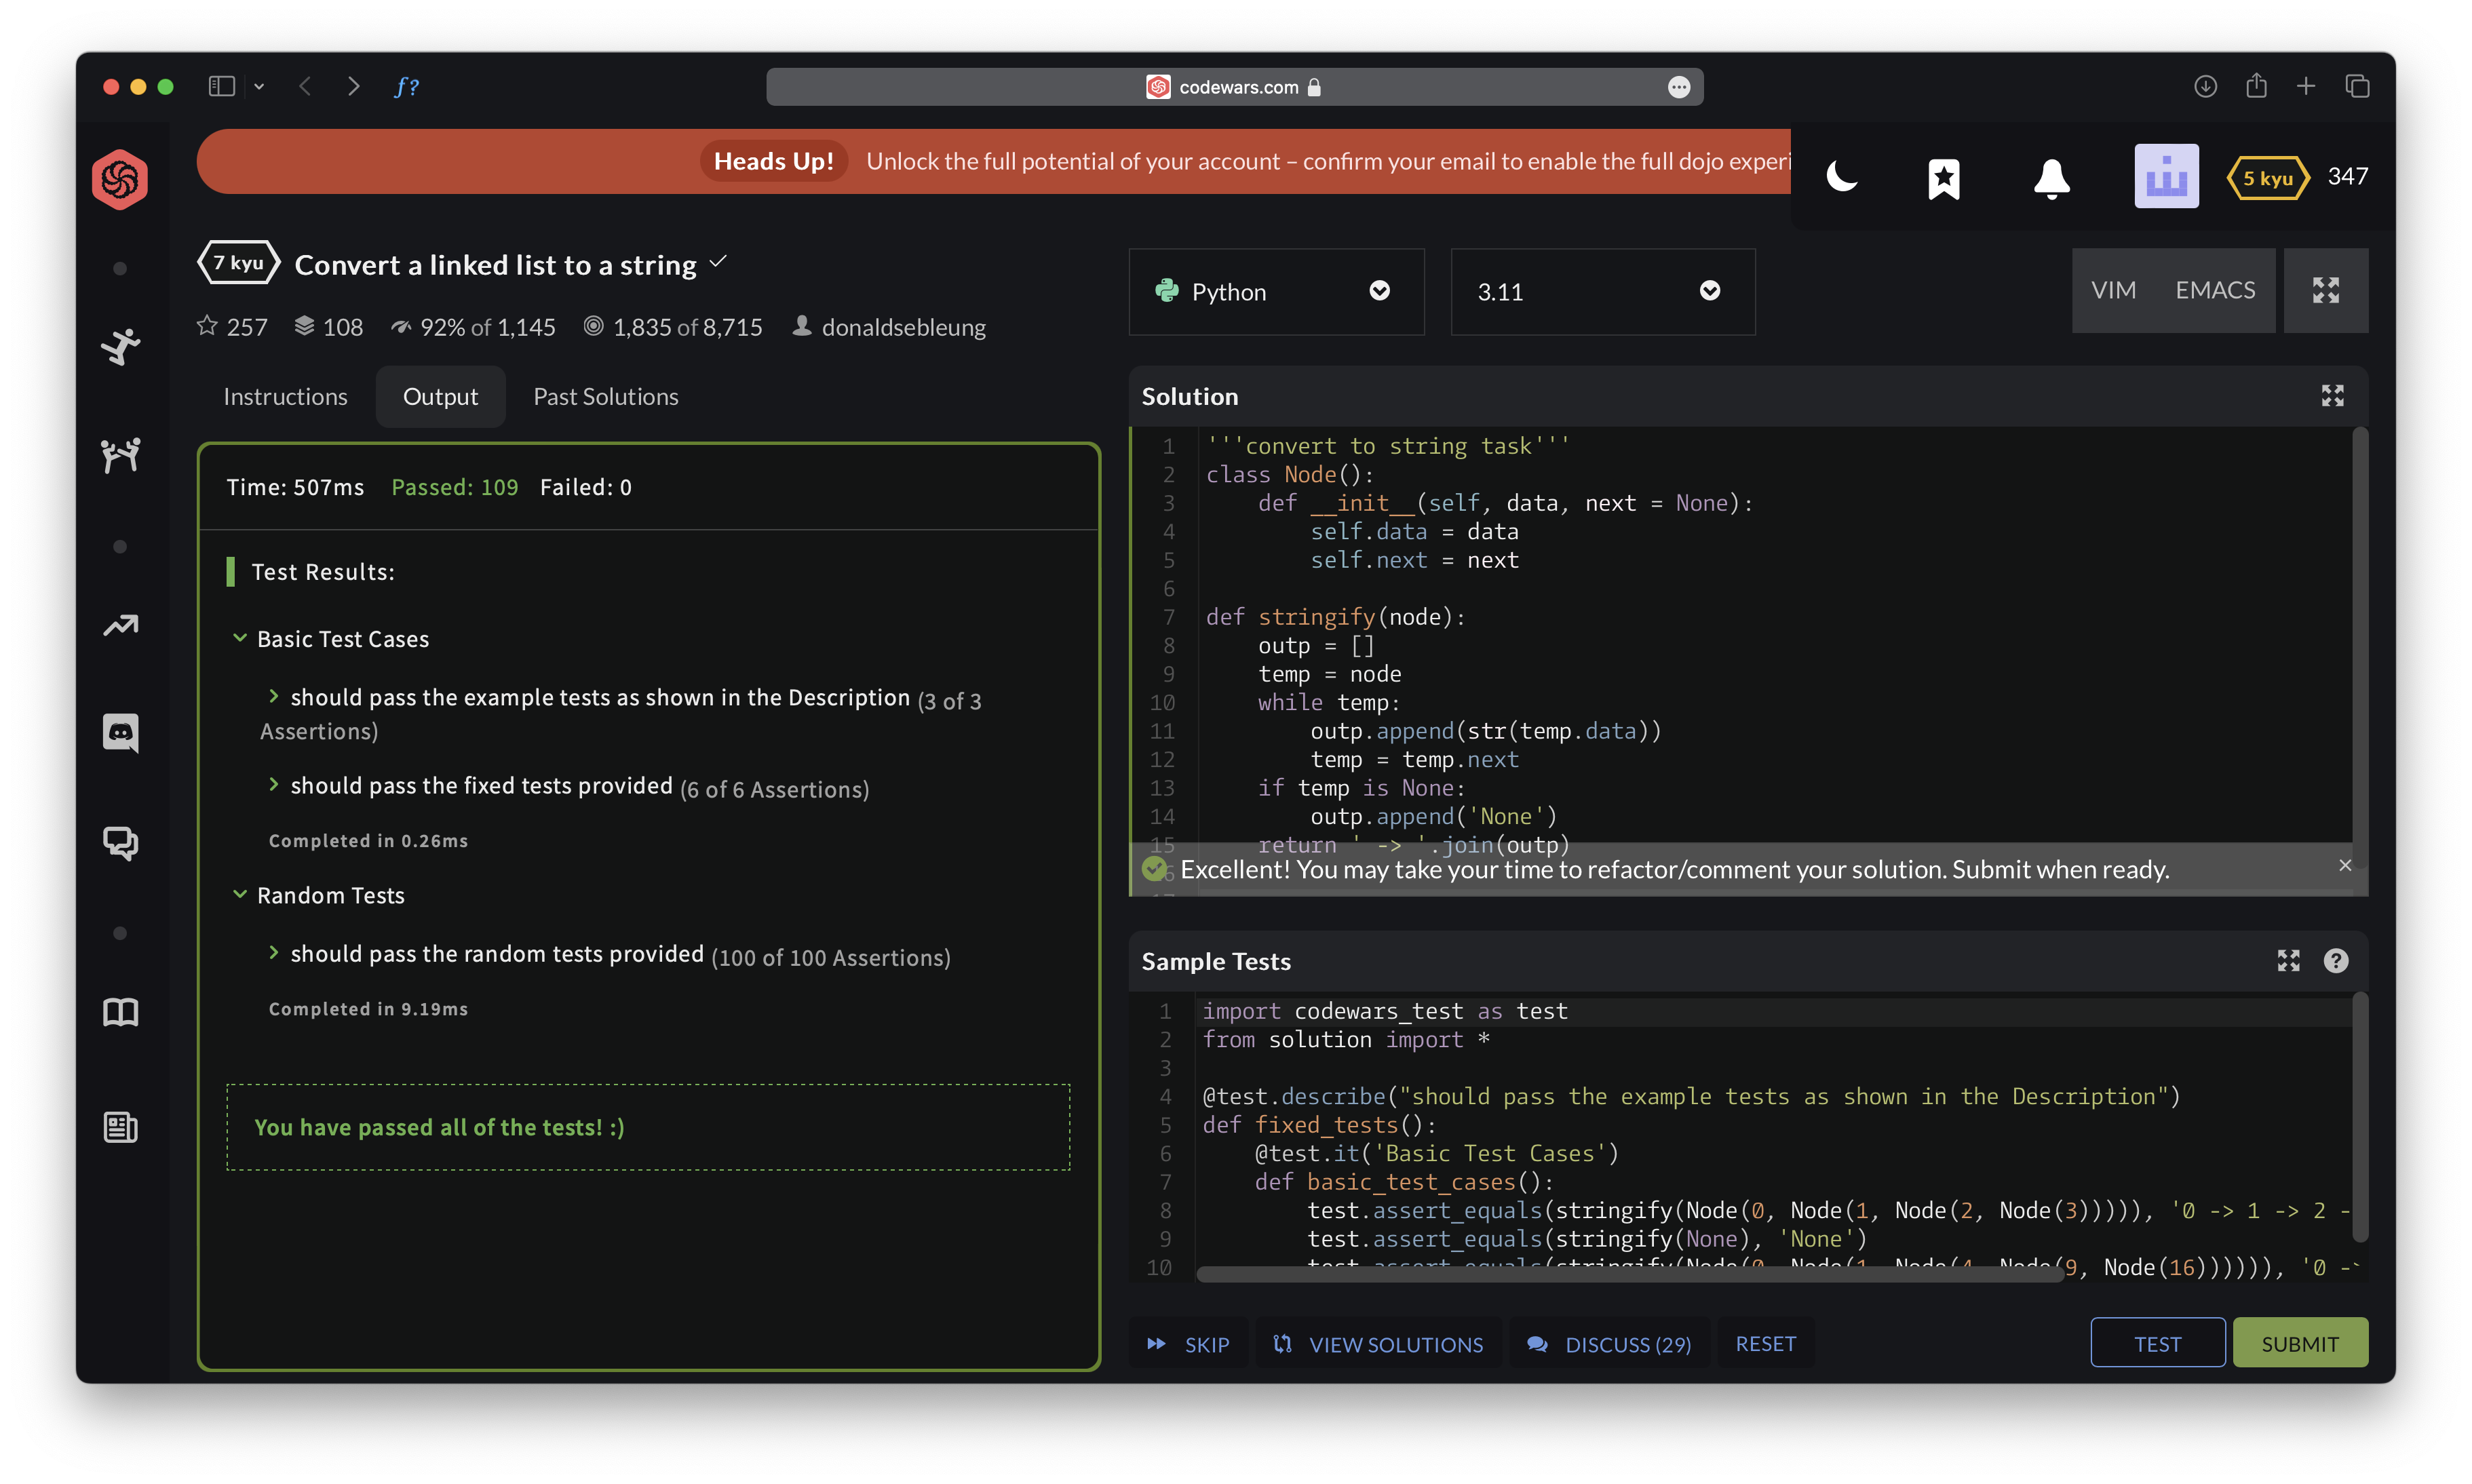 codewars.com
Heads Up! Unlock the full potential of your account – confirm your email to enable the full dojo experi
5 kyu 347
7 kyu Convert a linked list to a string
257 108 92% of 1,145 1,835 of 8,715 donaldsebleung
Instructions Output Past Solutions
Time: 507ms Passed: 109 Failed: 0
Test Results:
Basic Test Cases
should pass the example tests as shown in the Description (3 of 3
Assertions)
should pass the fixed tests provided (6 of 6 Assertions)
Completed in 0.26ms
Random Tests
should pass the random tests provided (100 of 100 Assertions)
Completed in 9.19ms
You have passed all of the tests! :)
Python 3.11 VIM EMACS
Solution
1 '''convert to string task'''
2 class Node():
3 def __init__(self, data, next = None):
4 self.data = data
5 self.next = next
6
7 def stringify(node):
8 outp = []
9 temp = node
10 while temp:
11 outp.append(str(temp.data))
12 temp = temp.next
13 if temp is None:
14 outp.append('None')
15 return ' -> '.join(outp)
Excellent! You may take your time to refactor/comment your solution. Submit when ready.
Sample Tests
1 import codewars_test as test
2 from solution import *
3
4 @test.describe("should pass the example tests as shown in the Description")
5 def fixed_tests():
6 @test.it('Basic Test Cases')
7 def basic_test_cases():
8 test.assert_equals(stringify(Node(0, Node(1, Node(2, Node(3))))), '0 -> 1 -> 2 -
9 test.assert_equals(stringify(None), 'None')
10 test.assert_equals(stringify(Node(0, Node(1, Node(4, Node(9, Node(16)))))), '0 -
SKIP VIEW SOLUTIONS DISCUSS (29) RESET TEST SUBMIT